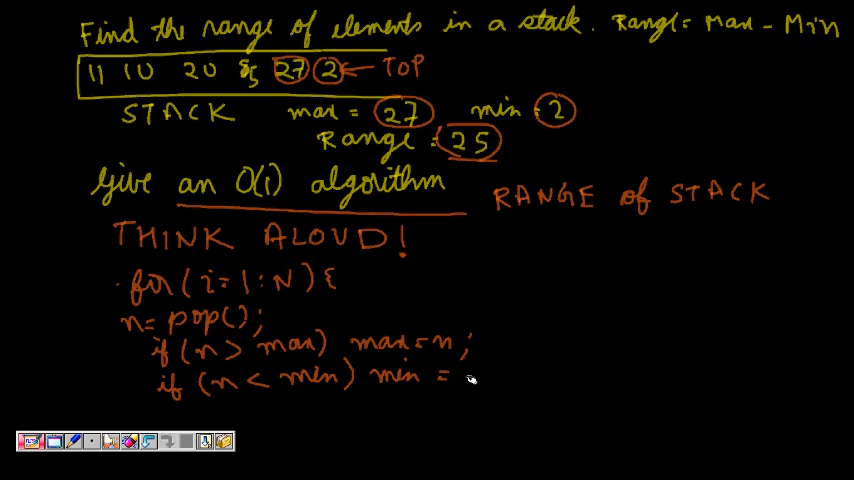 Find the range of elements in a stack. Range = Max - Min
11 10 20 5 27 2 ← TOP
STACK max = 27 min = 2
Range = 25
Give an O(1) algorithm
RANGE of STACK
THINK ALOUD!
for (i = 1 : N) {
n = pop();
if (n > max) max = n;
if (n < min) min =